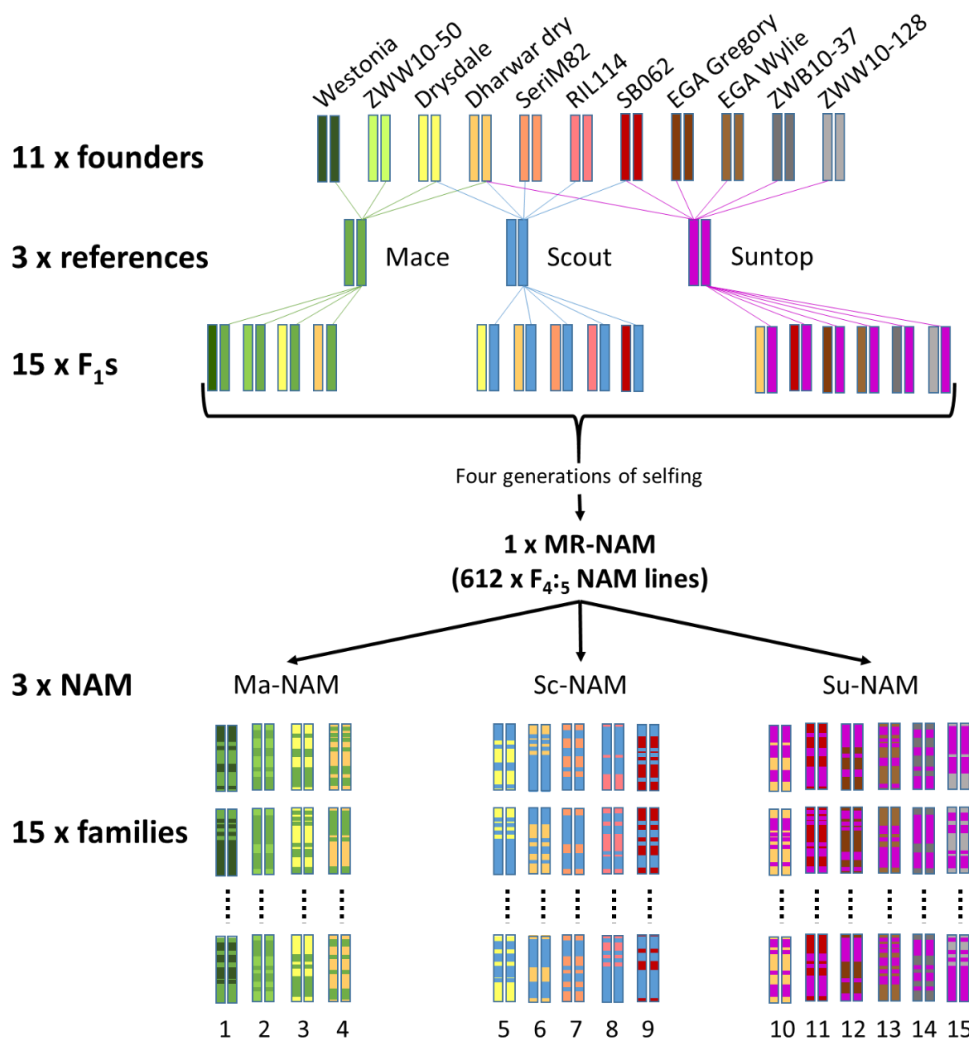 Westonia
ZWW10-50
Drysdale
Dharwar dry
SeriM82
RIL114
SB062
EGA Gregory
EGA Wylie
ZWB10-37
ZWW10-128
11 x founders
3 x references
Mace
Scout
Suntop
15 x F₁s
Four generations of selfing
1 x MR-NAM
(612 x F₄:₅ NAM lines)
3 x NAM
Ma-NAM
Sc-NAM
Su-NAM
15 x families
1 2 3 4 5 6 7 8 9 10 11 12 13 14 15